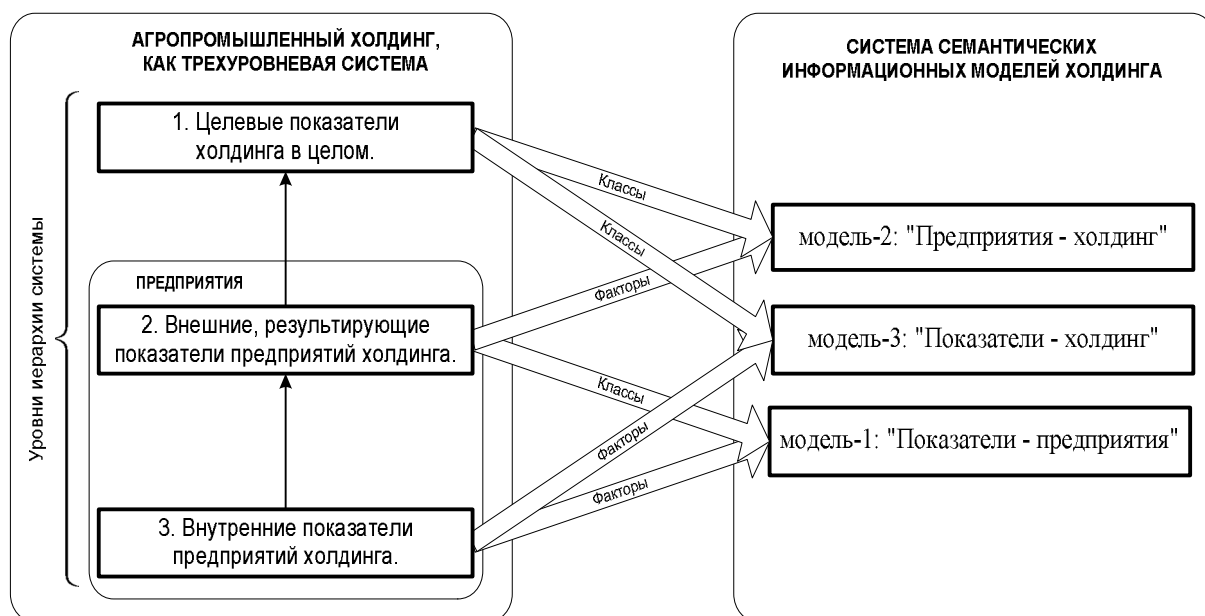 АГРОПРОМЫШЛЕННЫЙ ХОЛДИНГ,
КАК ТРЕХУРОВНЕВАЯ СИСТЕМА
Уровни иерархии системы
1. Целевые показатели
холдинга в целом.
ПРЕДПРИЯТИЯ
2. Внешние, результирующие
показатели предприятий холдинга.
3. Внутренние показатели
предприятий холдинга.
Классы
Классы
Факторы
Классы
Факторы
Факторы
СИСТЕМА СЕМАНТИЧЕСКИХ
ИНФОРМАЦИОННЫХ МОДЕЛЕЙ ХОЛДИНГА
модель-2: "Предприятия - холдинг"
модель-3: "Показатели - холдинг"
модель-1: "Показатели - предприятия"